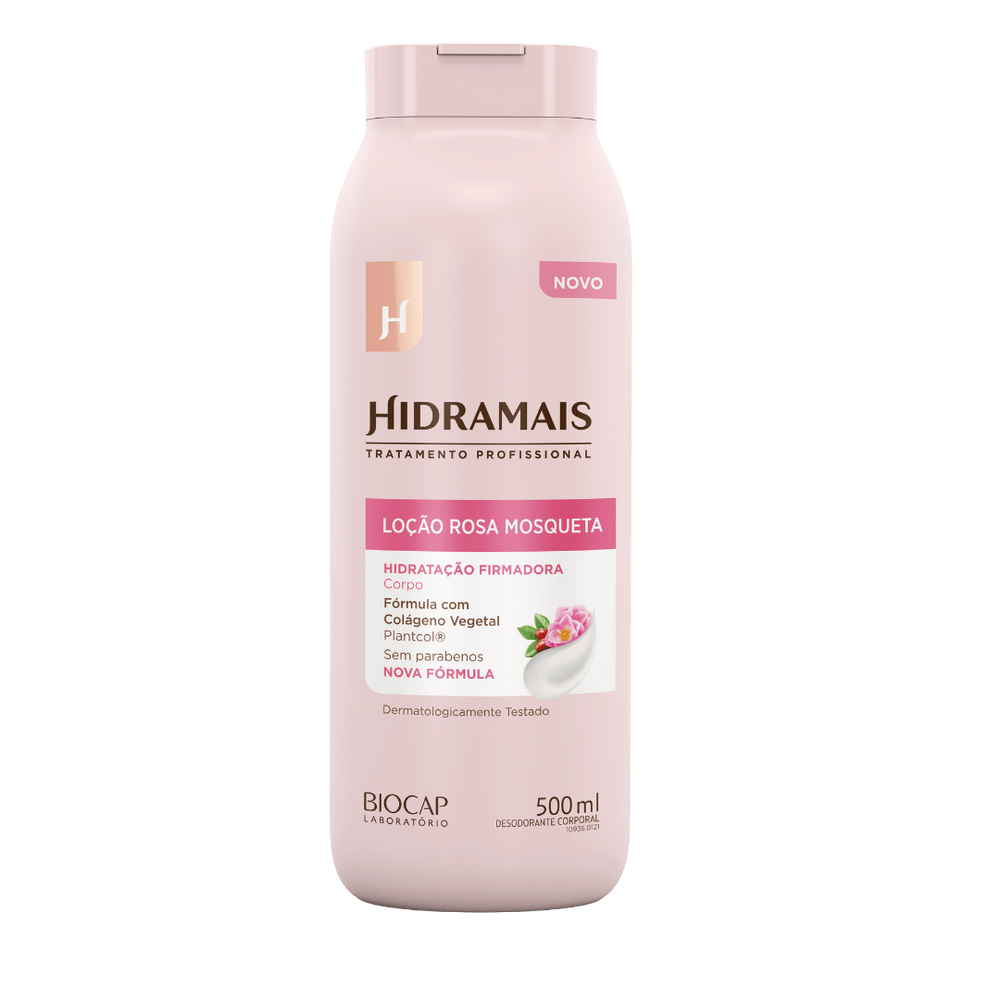 H
NOVO
HIDRAMAIS
TRATAMENTO PROFISSIONAL
LOÇÃO ROSA MOSQUETA
HIDRATAÇÃO FIRMADORA
Corpo
Fórmula com
Colágeno Vegetal
Plantcol®
Sem parabenos
NOVA FÓRMULA
Dermatologicamente Testado
BIOCAP
LABORATÓRIO
500 ml
DESODORANTE CORPORAL
10936.0121